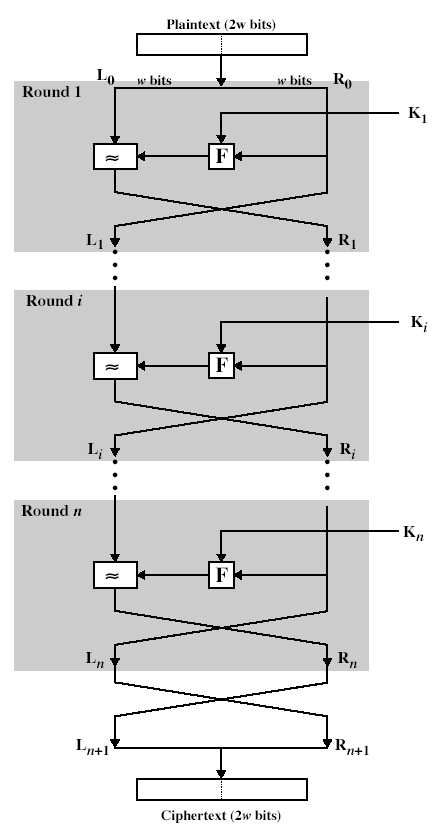 Plaintext (2w bits)
L₀ w bits w bits R₀
Round 1
K₁
≈ F
L₁ R₁
Round i
Kᵢ
≈ F
Lᵢ Rᵢ
Round n
Kₙ
≈ F
Lₙ Rₙ
Lₙ₊₁ Rₙ₊₁
Ciphertext (2w bits)